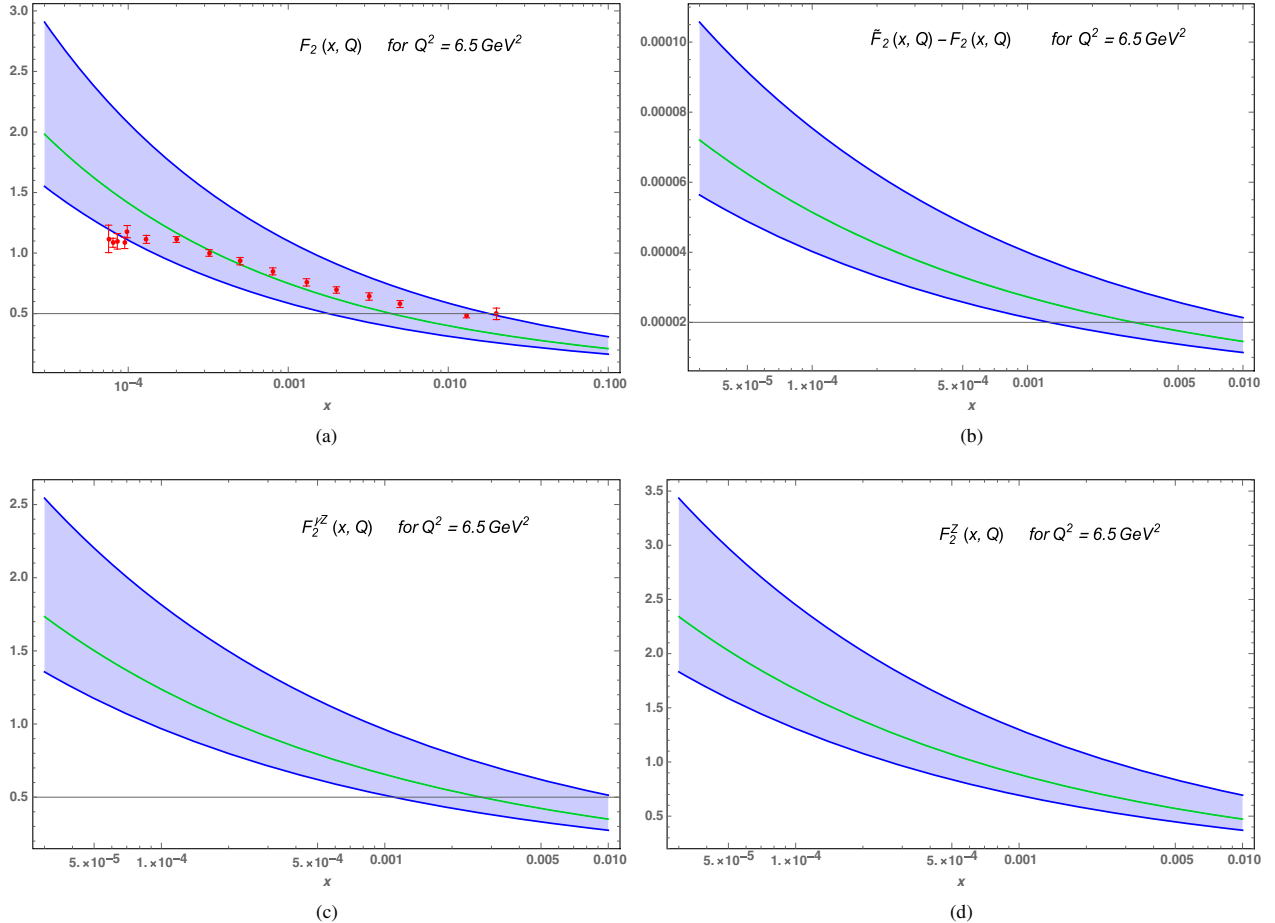 F₂ (x, Q) for Q² = 6.5 GeV²
3.0
2.5
2.0
1.5
1.0
0.5
10⁻⁴ 0.001 0.010 0.100
x
(a)
F̃₂ (x, Q) – F₂ (x, Q) for Q² = 6.5 GeV²
0.00010
0.00008
0.00006
0.00004
0.00002
5.×10⁻⁵ 1.×10⁻⁴ 5.×10⁻⁴ 0.001 0.005 0.010
x
(b)
F₂^γZ (x, Q) for Q² = 6.5 GeV²
2.5
2.0
1.5
1.0
0.5
5.×10⁻⁵ 1.×10⁻⁴ 5.×10⁻⁴ 0.001 0.005 0.010
x
(c)
F₂^Z (x, Q) for Q² = 6.5 GeV²
3.5
3.0
2.5
2.0
1.5
1.0
0.5
5.×10⁻⁵ 1.×10⁻⁴ 5.×10⁻⁴ 0.001 0.005 0.010
x
(d)